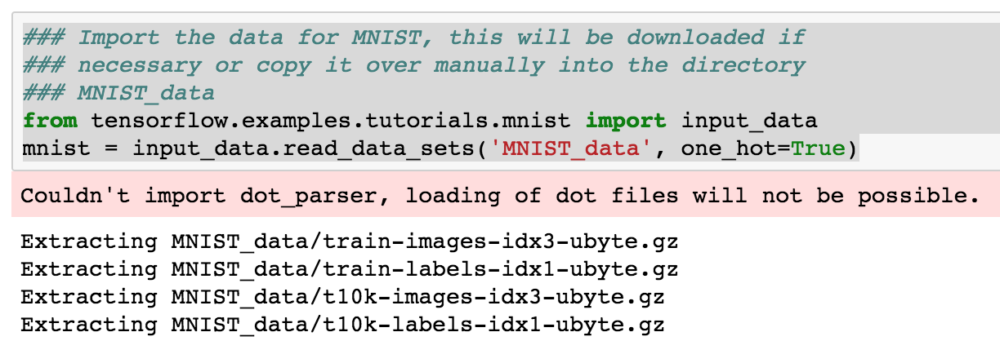 ### Import the data for MNIST, this will be downloaded if
### necessary or copy it over manually into the directory
### MNIST_data
from tensorflow.examples.tutorials.mnist import input_data
mnist = input_data.read_data_sets('MNIST_data', one_hot=True)
Couldn't import dot_parser, loading of dot files will not be possible.
Extracting MNIST_data/train-images-idx3-ubyte.gz
Extracting MNIST_data/train-labels-idx1-ubyte.gz
Extracting MNIST_data/t10k-images-idx3-ubyte.gz
Extracting MNIST_data/t10k-labels-idx1-ubyte.gz